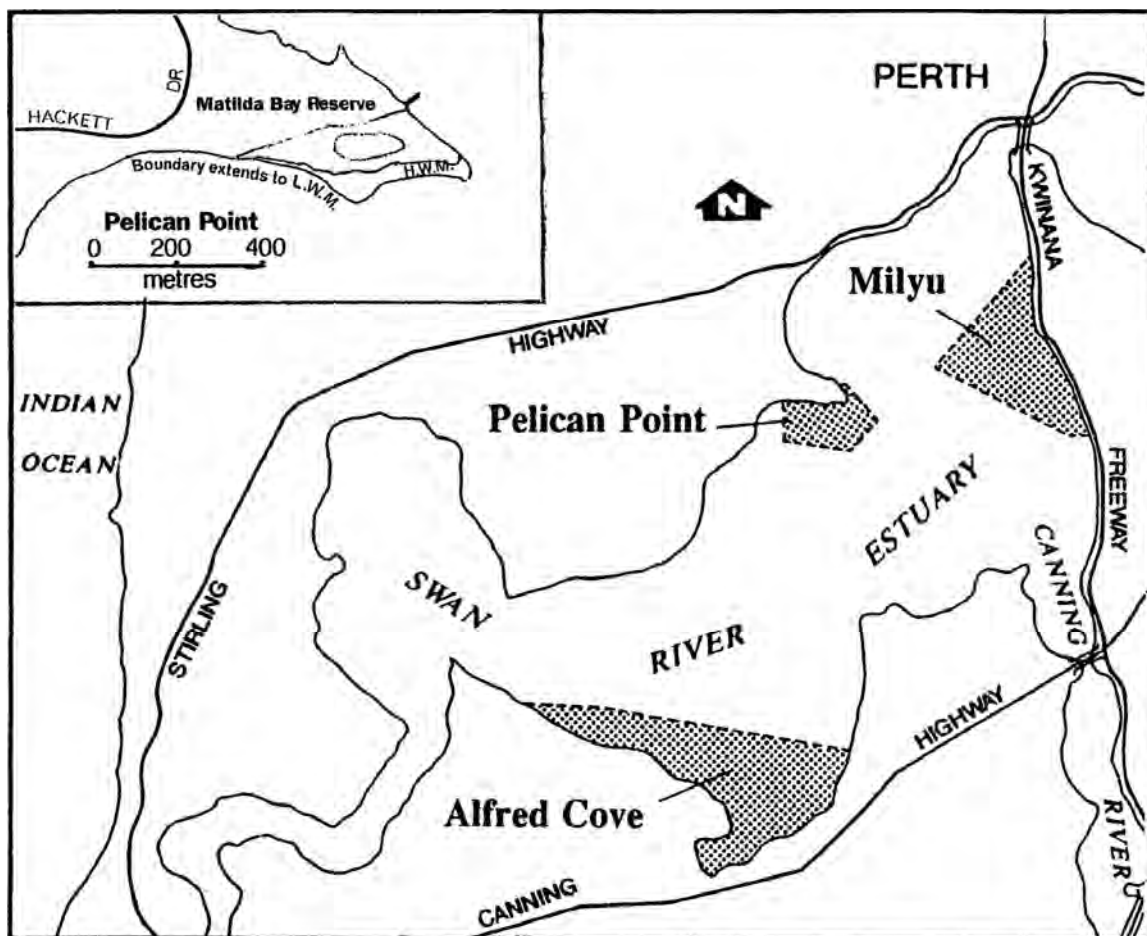 HACKETT
DR
Matilda Bay Reserve
H.W.M.
Boundary extends to L.W.M.
Pelican Point
0 200 400
metres
PERTH
N
KWINANA
FREEWAY
Milyu
HIGHWAY
STIRLING
INDIAN
OCEAN
Pelican Point
ESTUARY
SWAN
RIVER
CANNING
RIVER
HIGHWAY
CANNING
Alfred Cove